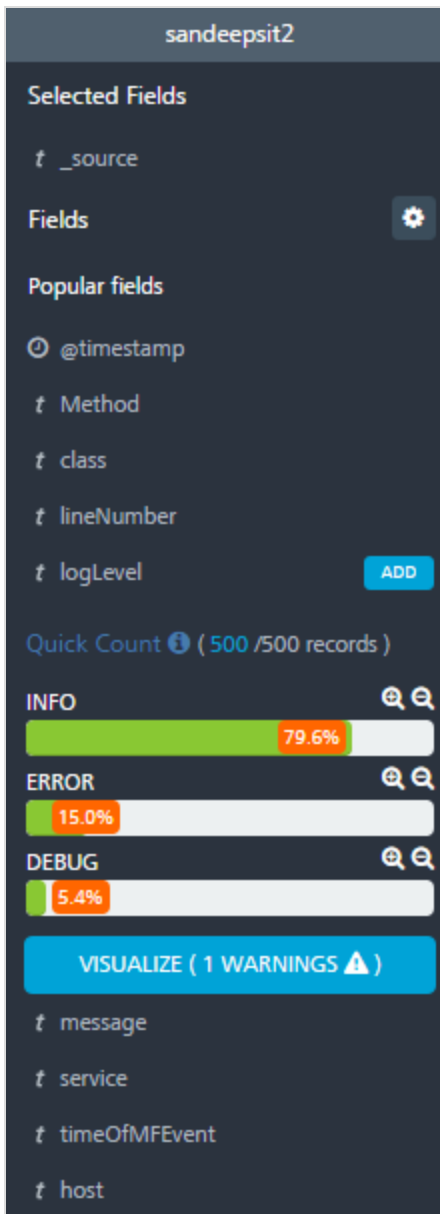 sandeepsit2
Selected Fields
t _source
Fields
Popular fields
@timestamp
t Method
t class
t lineNumber
t logLevel ADD
Quick Count ( 500 /500 records )
INFO
79.6%
ERROR
15.0%
DEBUG
5.4%
VISUALIZE ( 1 WARNINGS )
t message
t service
t timeOfMFEvent
t host